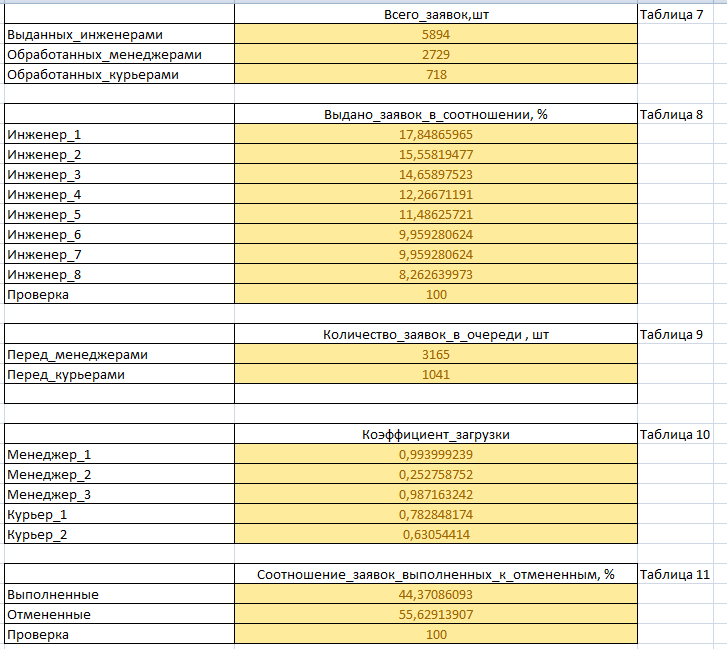 Всего_заявок,шт Таблица 7
Выданных_инженерами 5894
Обработанных_менеджерами 2729
Обработанных_курьерами 718
Выдано_заявок_в_соотношении, % Таблица 8
Инженер_1 17,84865965
Инженер_2 15,55819477
Инженер_3 14,65897523
Инженер_4 12,26671191
Инженер_5 11,48625721
Инженер_6 9,959280624
Инженер_7 9,959280624
Инженер_8 8,262639973
Проверка 100
Количество_заявок_в_очереди , шт Таблица 9
Перед_менеджерами 3165
Перед_курьерами 1041
Коэффициент_загрузки Таблица 10
Менеджер_1 0,993999239
Менеджер_2 0,252758752
Менеджер_3 0,987163242
Курьер_1 0,782848174
Курьер_2 0,63054414
Соотношение_заявок_выполненных_к_отмененным, % Таблица 11
Выполненные 44,37086093
Отмененные 55,62913907
Проверка 100